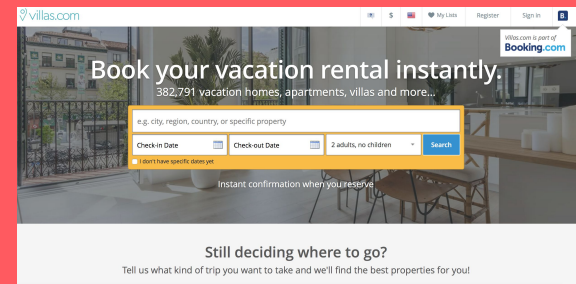 villas.com
$
My Lists
Register
Sign in
B
Villas.com is part of
Booking.com
Book your vacation rental instantly.
382,791 vacation homes, apartments, villas and more...
e.g. city, region, country, or specific property
Check-in Date
Check-out Date
2 adults, no children
Search
I don't have specific dates yet
Instant confirmation when you reserve
Still deciding where to go?
Tell us what kind of trip you want to take and we'll find the best properties for you!